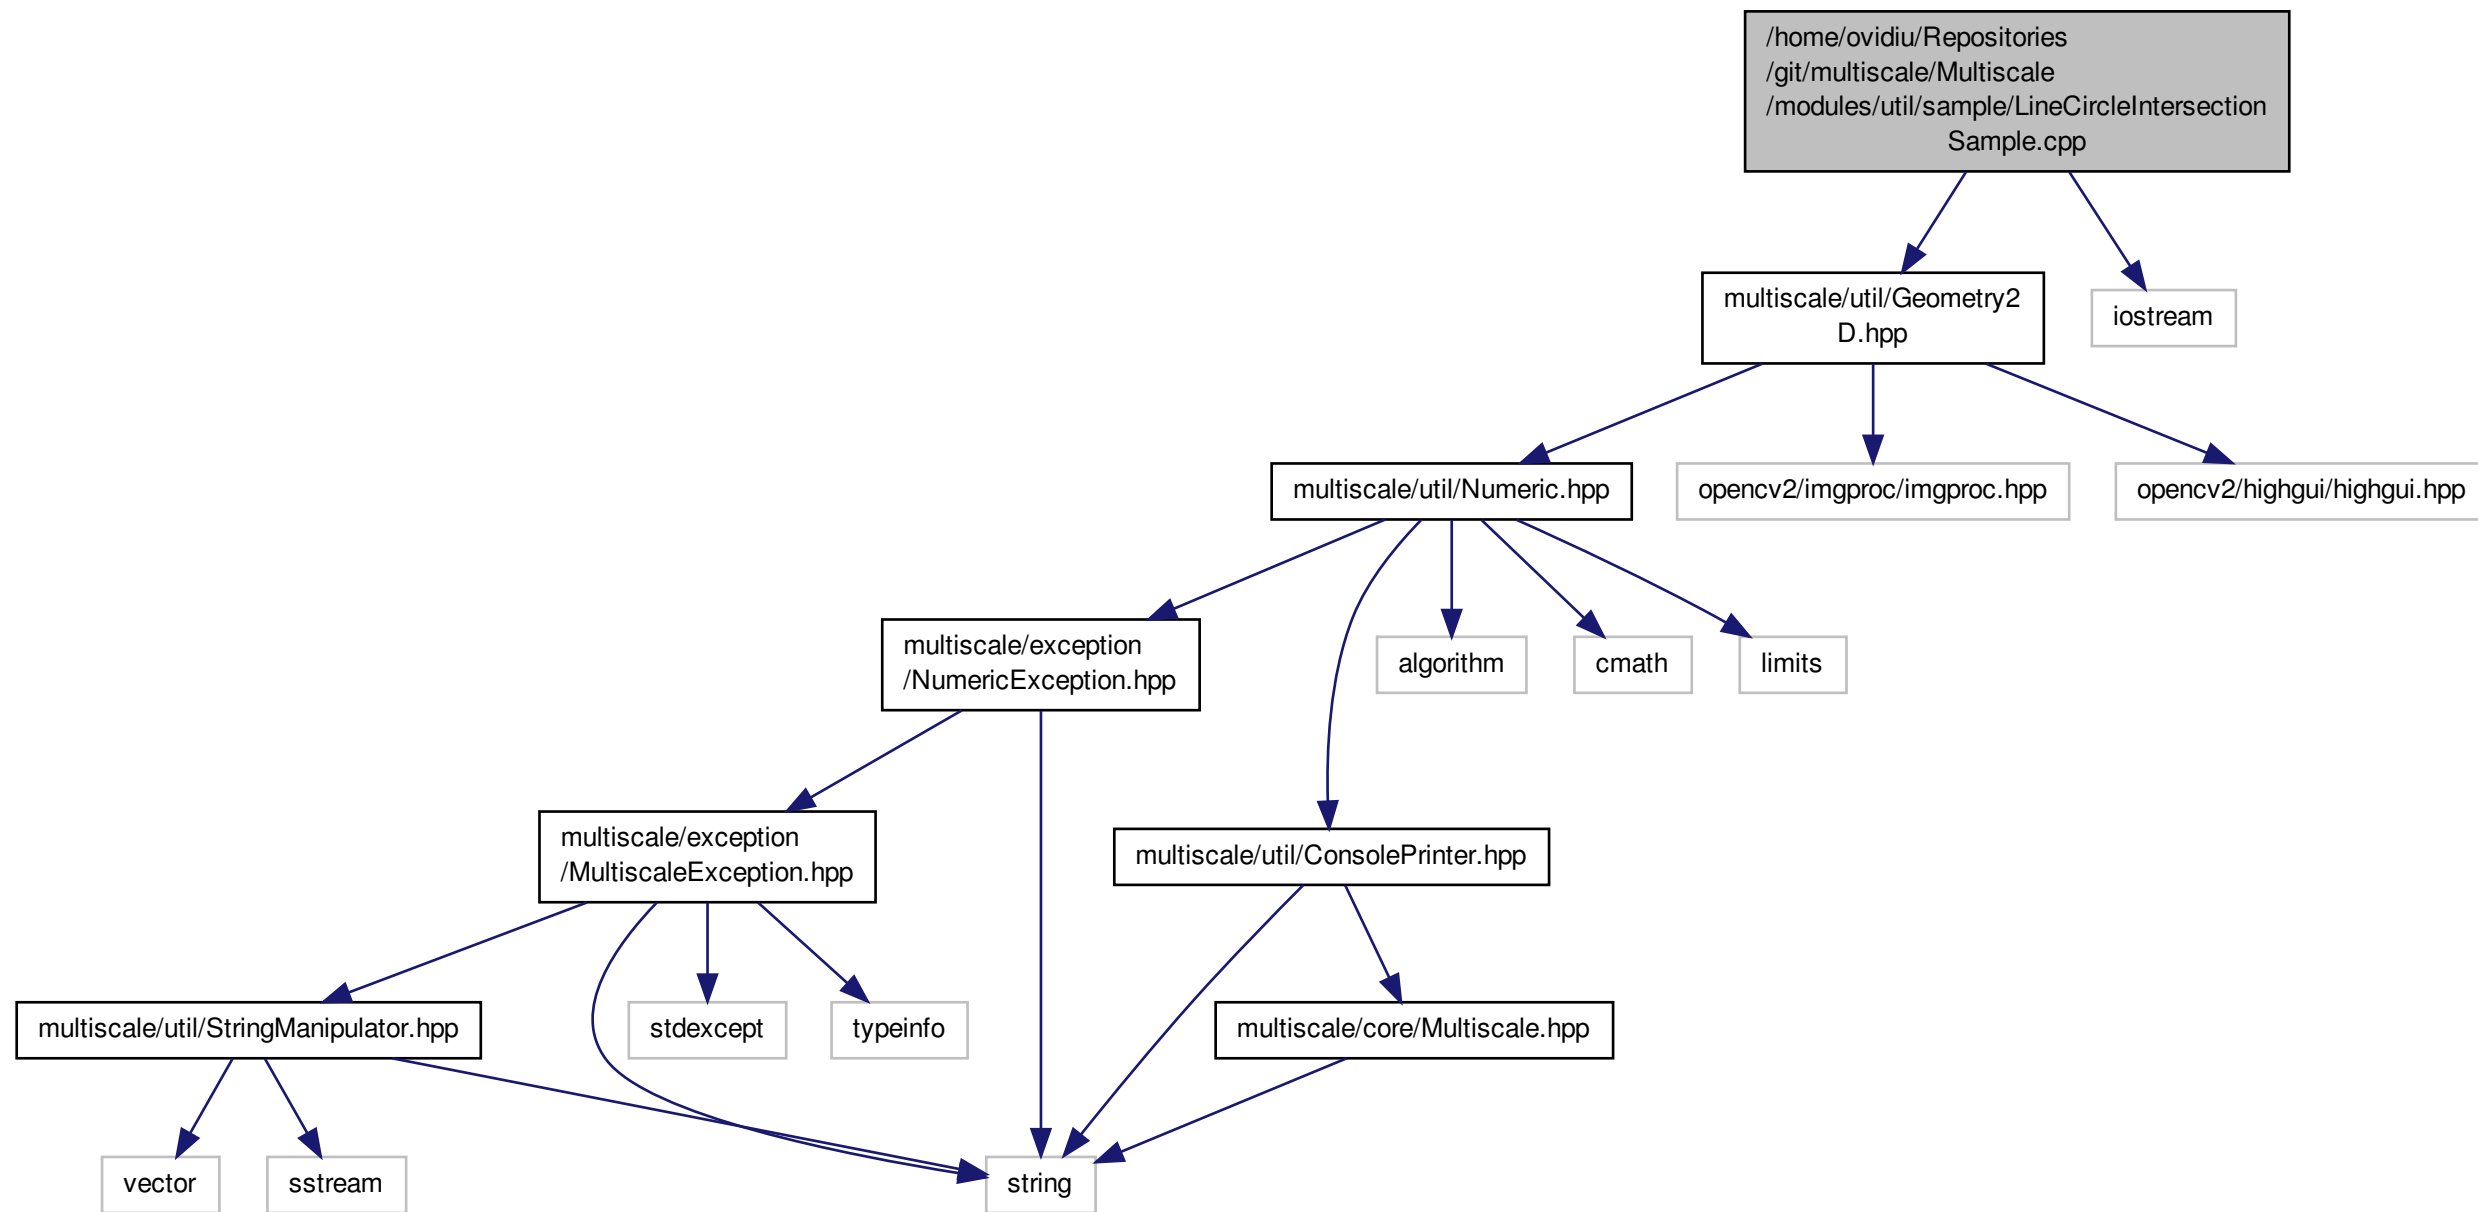 /home/ovidiu/Repositories
/git/multiscale/Multiscale
/modules/util/sample/LineCircleIntersection
Sample.cpp
multiscale/util/Geometry2
D.hpp
iostream
multiscale/util/Numeric.hpp
opencv2/imgproc/imgproc.hpp
opencv2/highgui/highgui.hpp
multiscale/exception
/NumericException.hpp
algorithm
cmath
limits
multiscale/exception
/MultiscaleException.hpp
multiscale/util/ConsolePrinter.hpp
multiscale/util/StringManipulator.hpp
stdexcept
typeinfo
multiscale/core/Multiscale.hpp
vector
sstream
string